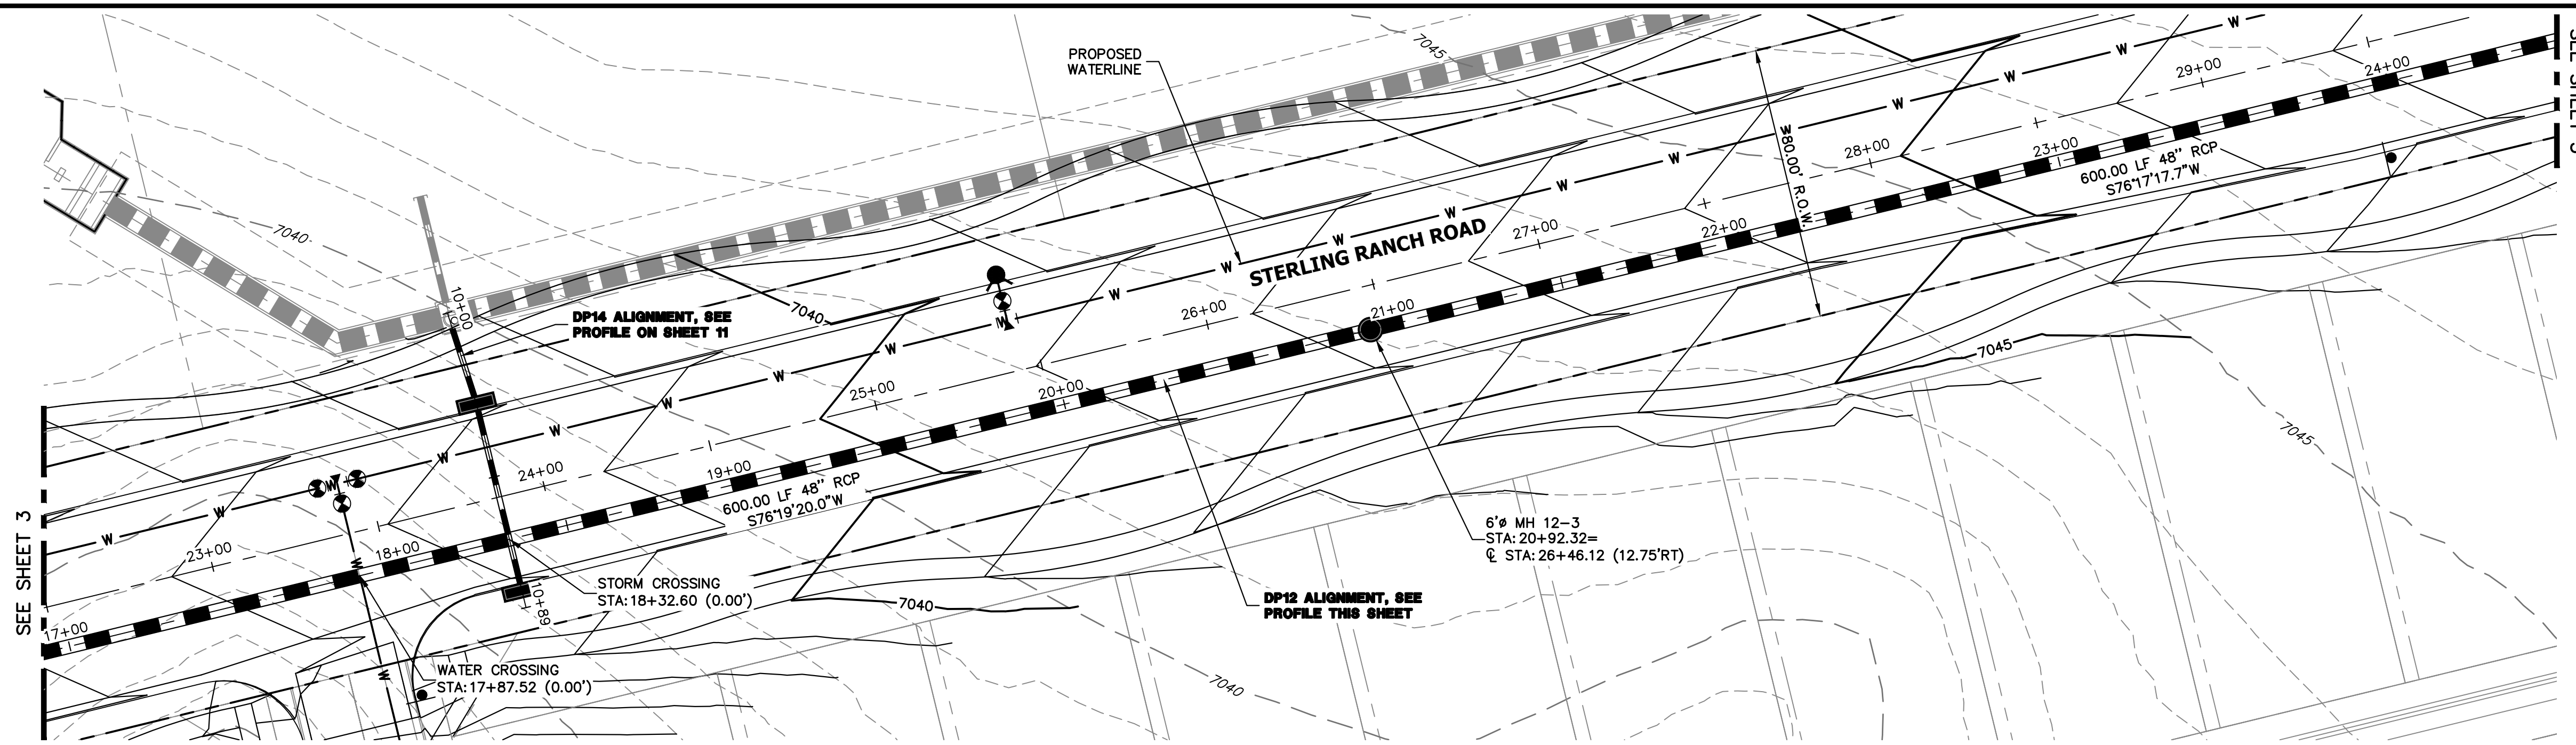 PROPOSED
WATERLINE
7045
W W W W W W W W W W W W W W W W W W W W
29+00
24+00
80.00' R.O.W.
28+00
23+00
600.00 LF 48" RCP
S76°17'17.7"W
7040
10+00
DP14 ALIGNMENT, SEE
PROFILE ON SHEET 11
7040
STERLING RANCH ROAD
27+00
22+00
26+00
21+00
7045
25+00
20+00
7045
24+00
19+00
600.00 LF 48" RCP
S76°19'20.0"W
SEE SHEET 3
23+00
18+00
6'ø MH 12-3
STA: 20+92.32=
℄ STA: 26+46.12 (12.75'RT)
STORM CROSSING
STA: 18+32.60 (0.00')
10+89
7040
DP12 ALIGNMENT, SEE
PROFILE THIS SHEET
17+00
WATER CROSSING
STA: 17+87.52 (0.00')
7040